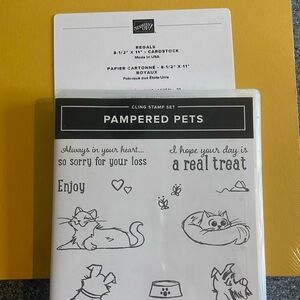 REGALS
8-1/2" X 11" - CARDSTOCK
Made in USA
PAPIER CARTONNÉ - 8-1/2" X 11"
ROYAUX
Fabriqué aux États Unis
CLING STAMP SET
PAMPERED PETS
Always in your heart...
so sorry for your loss
I hope your day is
a real treat
Enjoy